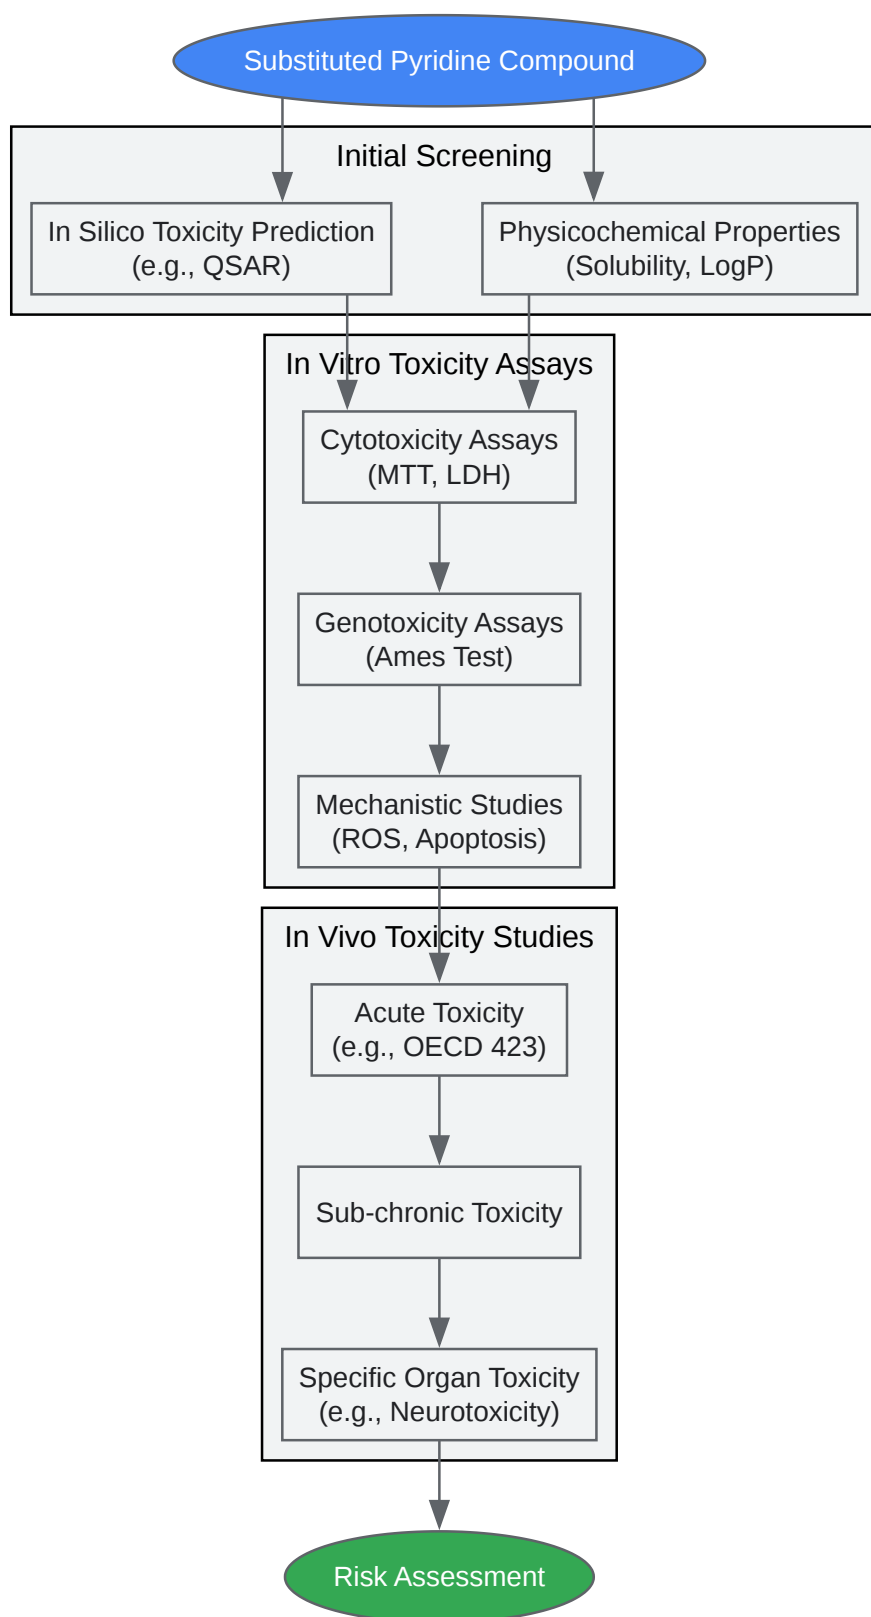 Substituted Pyridine Compound
Initial Screening
In Silico Toxicity Prediction
(e.g., QSAR)
Physicochemical Properties
(Solubility, LogP)
In Vitro Toxicity Assays
Cytotoxicity Assays
(MTT, LDH)
Genotoxicity Assays
(Ames Test)
Mechanistic Studies
(ROS, Apoptosis)
In Vivo Toxicity Studies
Acute Toxicity
(e.g., OECD 423)
Sub-chronic Toxicity
Specific Organ Toxicity
(e.g., Neurotoxicity)
Risk Assessment